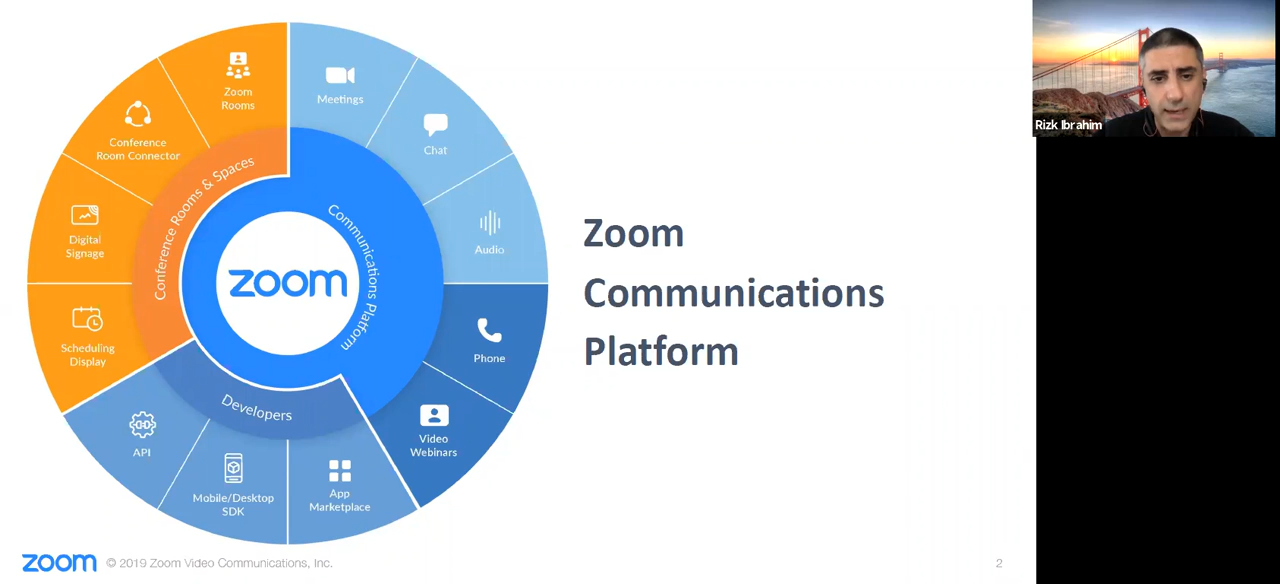 Zoom
Rooms
Conference
Room Connector
Digital
Signage
Scheduling
Display
Conference Rooms & Spaces
Meetings
Chat
Audio
Phone
Video
Webinars
Communications Platform
zoom
Developers
API
Mobile/Desktop
SDK
App
Marketplace
Zoom
Communications
Platform
Rizk Ibrahim
zoom © 2019 Zoom Video Communications, Inc.
2